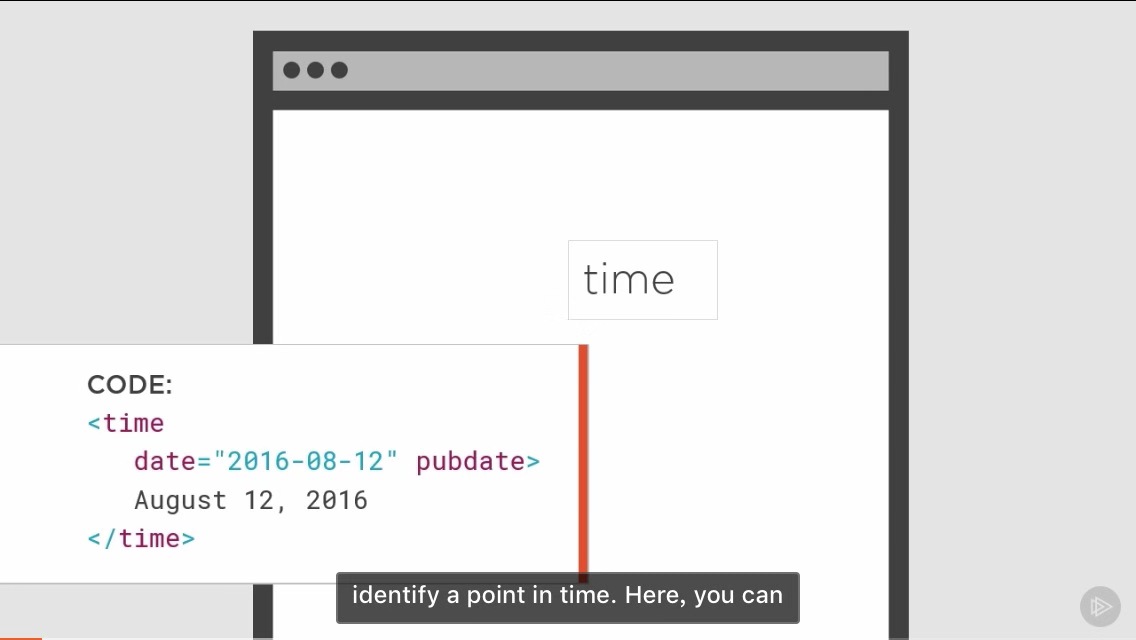 time
CODE:
<time
date="2016-08-12" pubdate>
August 12, 2016
</time>
identify a point in time. Here, you can